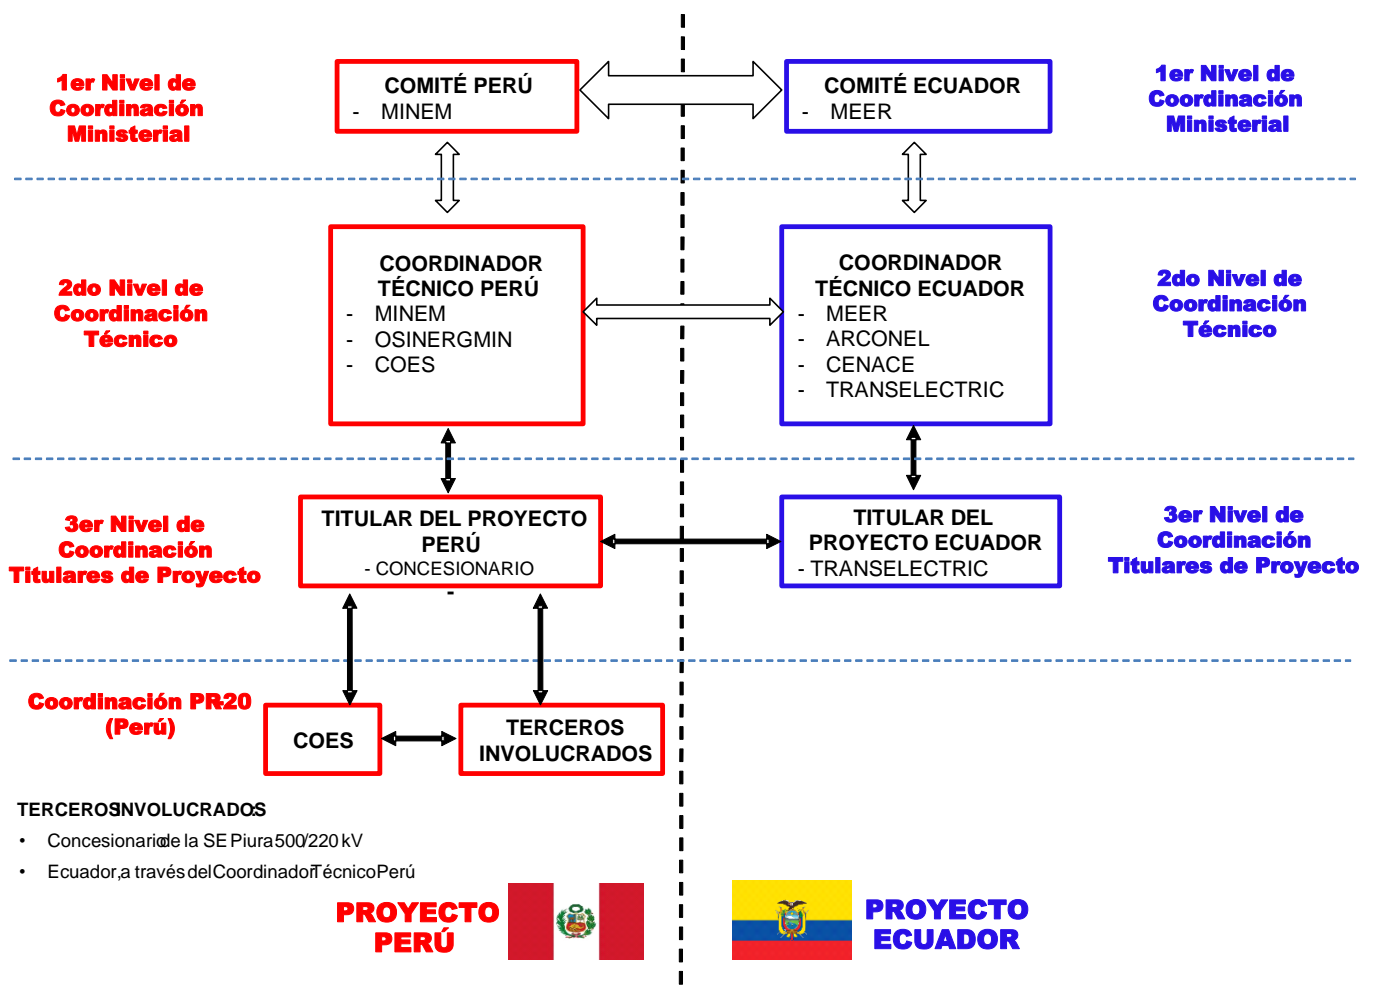 1er Nivel de
Coordinación
Ministerial
COMITÉ PERÚ
- MINEM
COMITÉ ECUADOR
- MEER
1er Nivel de
Coordinación
Ministerial
2do Nivel de
Coordinación
Técnico
COORDINADOR
TÉCNICO PERÚ
- MINEM
- OSINERGMIN
- COES
COORDINADOR
TÉCNICO ECUADOR
- MEER
- ARCONEL
- CENACE
- TRANSELECTRIC
2do Nivel de
Coordinación
Técnico
3er Nivel de
Coordinación
Titulares de Proyecto
TITULAR DEL PROYECTO
PERÚ
- CONCESIONARIO
-
TITULAR DEL
PROYECTO ECUADOR
- TRANSELECTRIC
3er Nivel de
Coordinación
Titulares de Proyecto
Coordinación PR-20
(Perú)
COES
TERCEROS
INVOLUCRADOS
TERCEROS INVOLUCRADOS:
• Concesionario de la SE Piura 500/220 kV
• Ecuador, a través del Coordinador Técnico Perú
PROYECTO
PERÚ
PROYECTO
ECUADOR